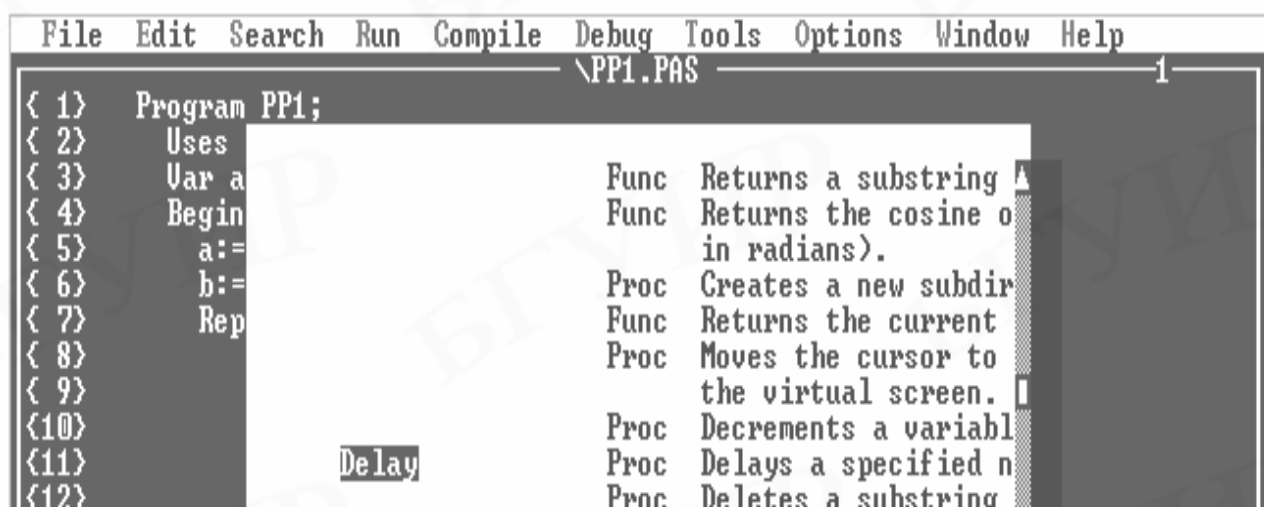 File Edit Search Run Compile Debug Tools Options Window Help
\PP1.PAS 1
{ 1} Program PP1;
{ 2} Uses
{ 3} Var a Func Returns a substring
{ 4} Begin Func Returns the cosine o
{ 5} a:= in radians).
{ 6} b:= Proc Creates a new subdir
{ 7} Rep Func Returns the current
{ 8} Proc Moves the cursor to
{ 9} the virtual screen.
{10} Proc Decrements a variabl
{11} Delay Proc Delays a specified n
{12} Proc Deletes a substring
БГУИР